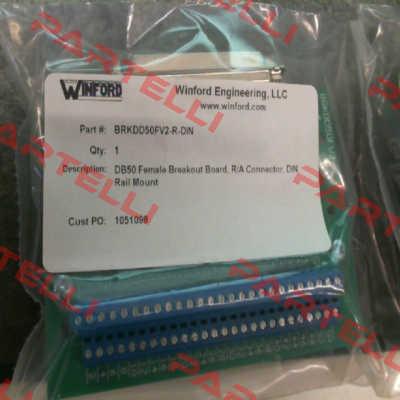 WINFORD
Winford Engineering, LLC
www.winford.com
Part #: BRKDD50FV2-R-DIN
Qty: 1
Description: DB50 Female Breakout Board, R/A Connector, DIN
Rail Mount
Cust PO: 1051098
PARTELLI
PARTELLI
PARTELLI
PARTELLI